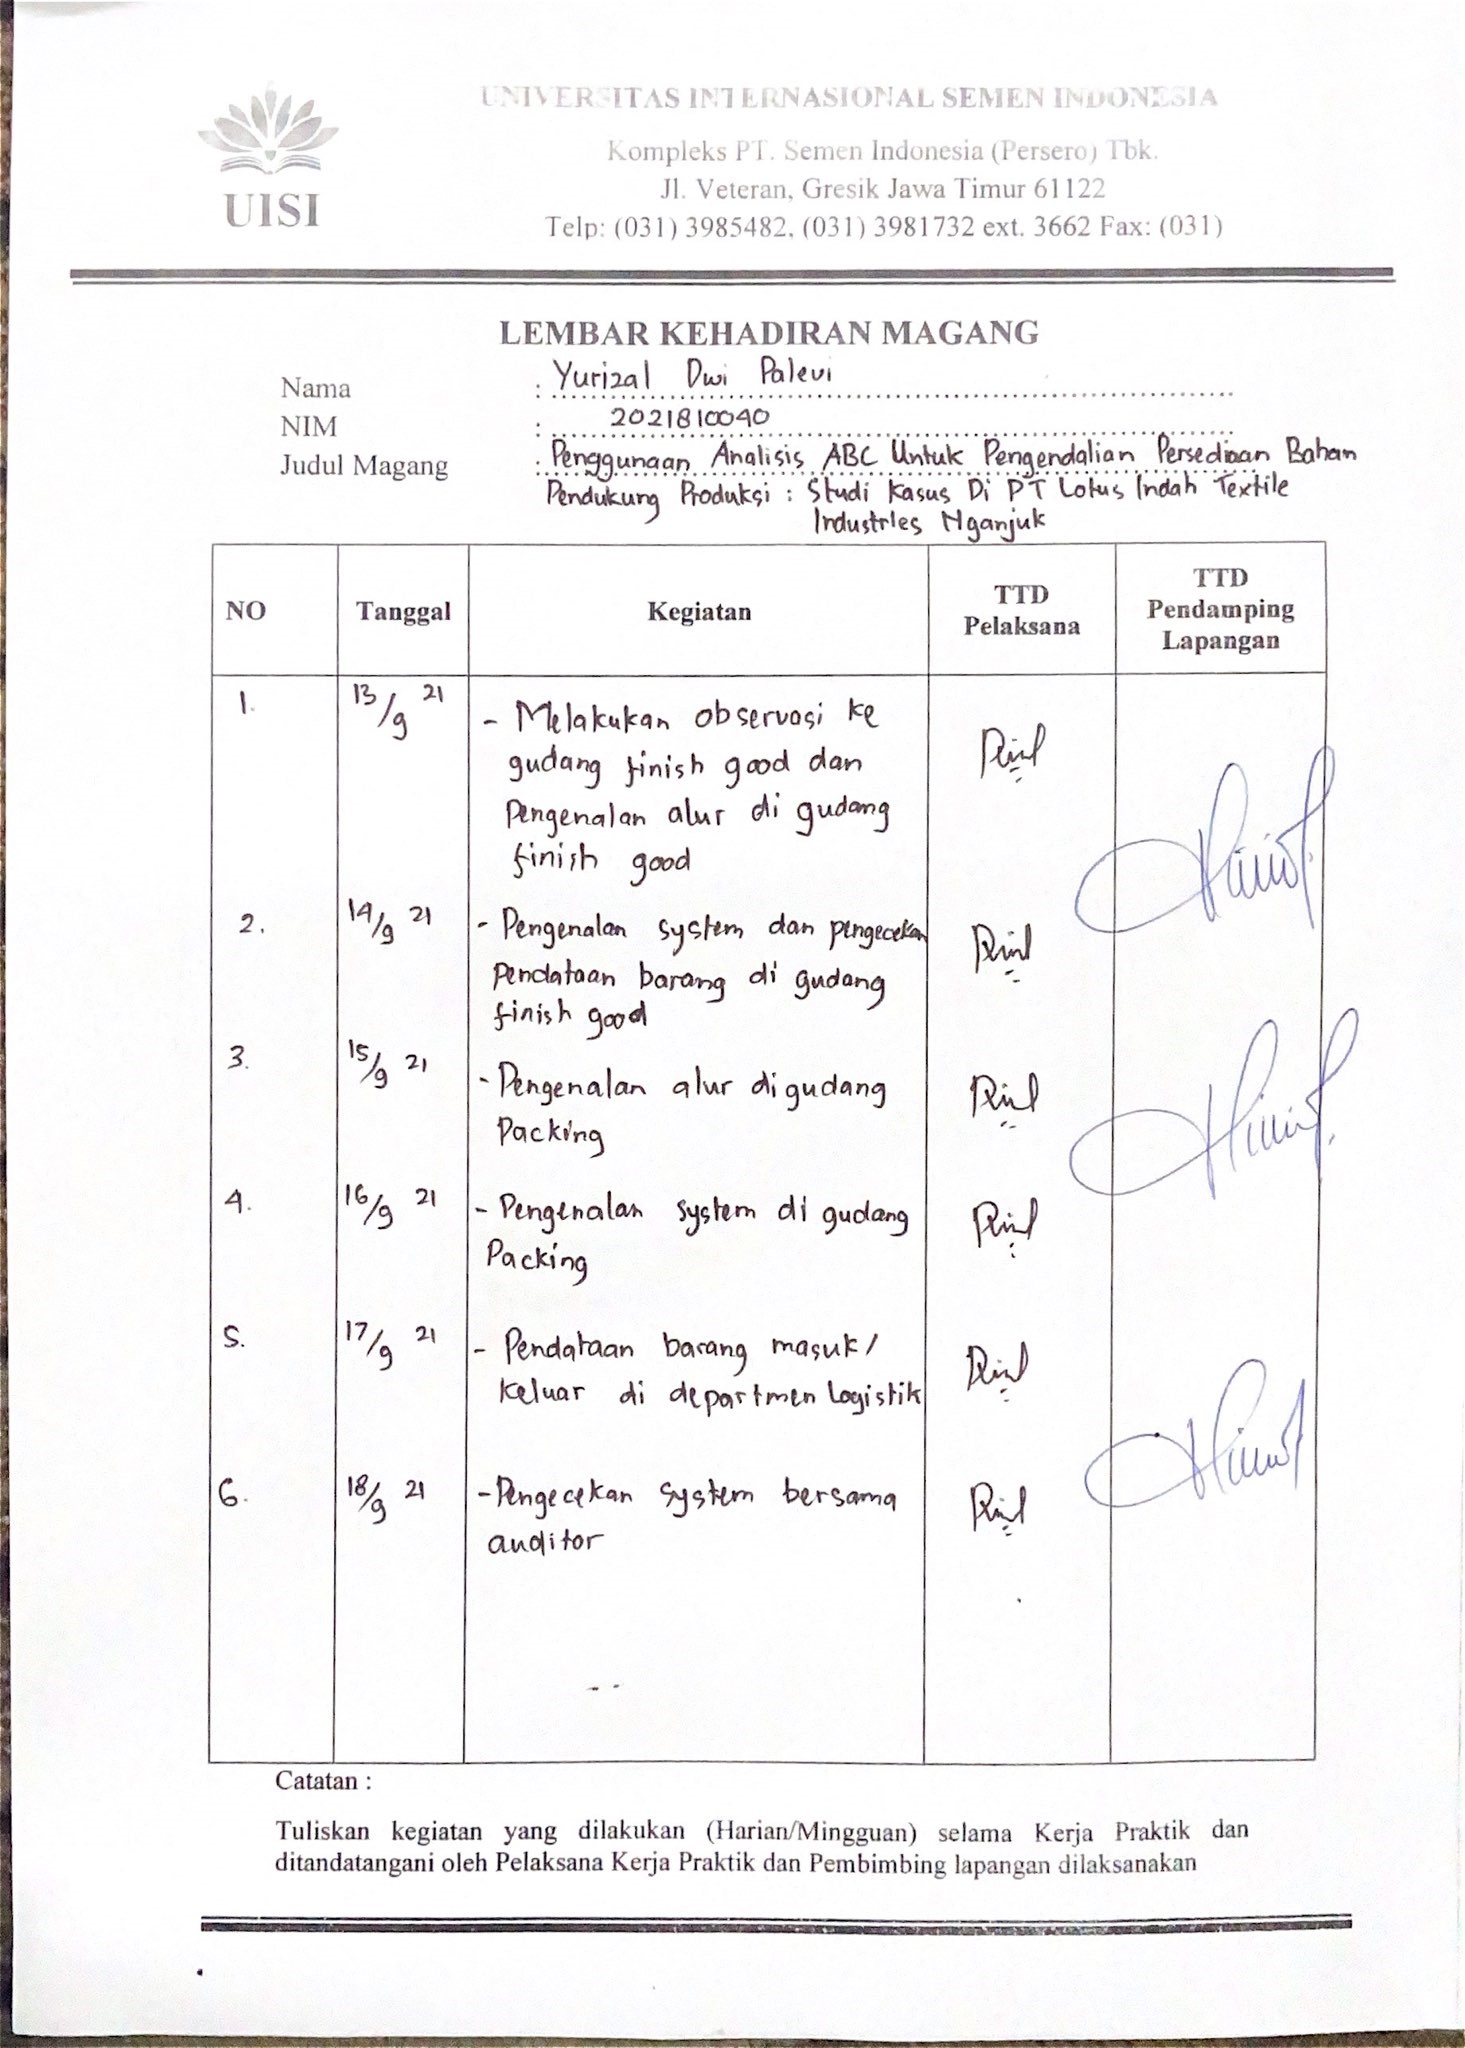 UNIVERSITAS INTERNASIONAL SEMEN INDONESIA
Kompleks PT. Semen Indonesia (Persero) Tbk.
Jl. Veteran, Gresik Jawa Timur 61122
Telp: (031) 3985482, (031) 3981732 ext. 3662 Fax: (031)
UISI
LEMBAR KEHADIRAN MAGANG
Nama : Yurizal Dwi Palevi
NIM : 2021810040
Judul Magang : Penggunaan Analisis ABC Untuk Pengendalian Persediaan Bahan
Pendukung Produksi : Studi Kasus Di PT Lotus Indah Textile
Industries Nganjuk
NO Tanggal Kegiatan TTD Pelaksana TTD Pendamping Lapangan
1. 13/9 21 - Melakukan observasi ke
gudang finish good dan
Pengenalan alur di gudang
finish good
2. 14/9 21 - Pengenalan system dan pengecekan
Pendataan barang di gudang
finish good
3. 15/9 21 - Pengenalan alur di gudang
Packing
4. 16/9 21 - Pengenalan system di gudang
Packing
5. 17/9 21 - Pendataan barang masuk/
keluar di departmen logistik
6. 18/9 21 - Pengecekan system bersama
auditor
Catatan :
Tuliskan kegiatan yang dilakukan (Harian/Mingguan) selama Kerja Praktik dan
ditandatangani oleh Pelaksana Kerja Praktik dan Pembimbing lapangan dilaksanakan